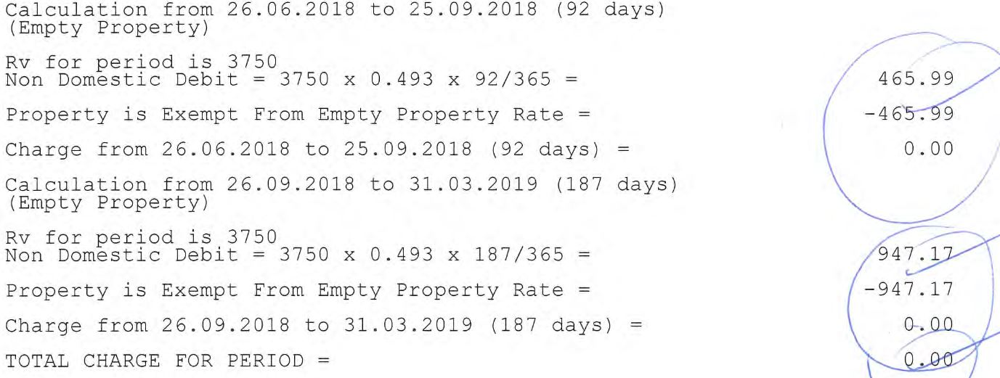 Calculation from 26.06.2018 to 25.09.2018 (92 days)
(Empty Property)
Rv for period is 3750
Non Domestic Debit = 3750 x 0.493 x 92/365 = 465.99
Property is Exempt From Empty Property Rate = -465.99
Charge from 26.06.2018 to 25.09.2018 (92 days) = 0.00
Calculation from 26.09.2018 to 31.03.2019 (187 days)
(Empty Property)
Rv for period is 3750
Non Domestic Debit = 3750 x 0.493 x 187/365 = 947.17
Property is Exempt From Empty Property Rate = -947.17
Charge from 26.09.2018 to 31.03.2019 (187 days) = 0.00
TOTAL CHARGE FOR PERIOD = 0.00